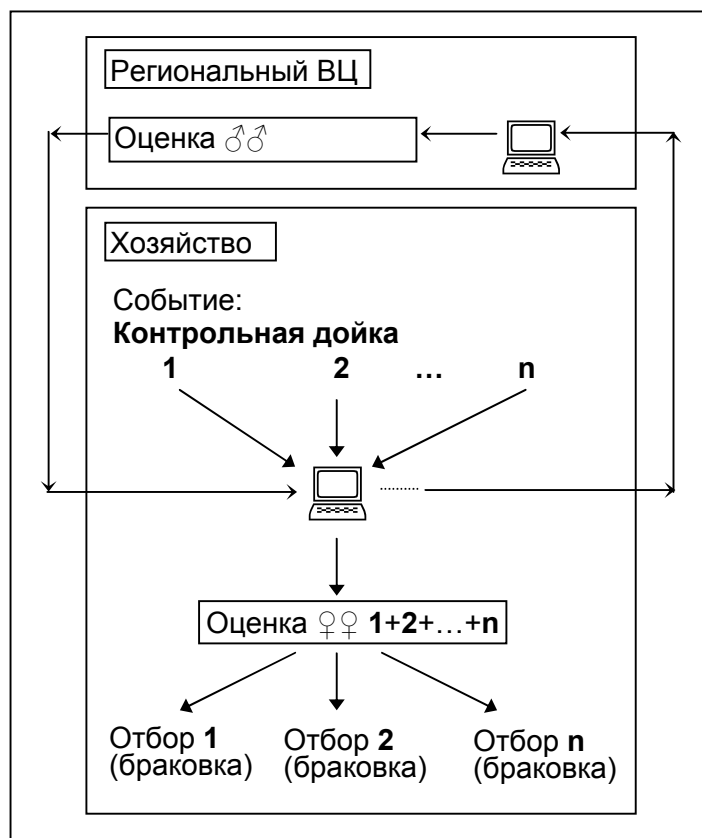 Региональный ВЦ
Оценка ♂♂
Хозяйство
Событие:
Контрольная дойка
1 2 … n
Оценка ♀♀ 1+2+…+n
Отбор 1 Отбор 2 Отбор n
(браковка) (браковка) (браковка)